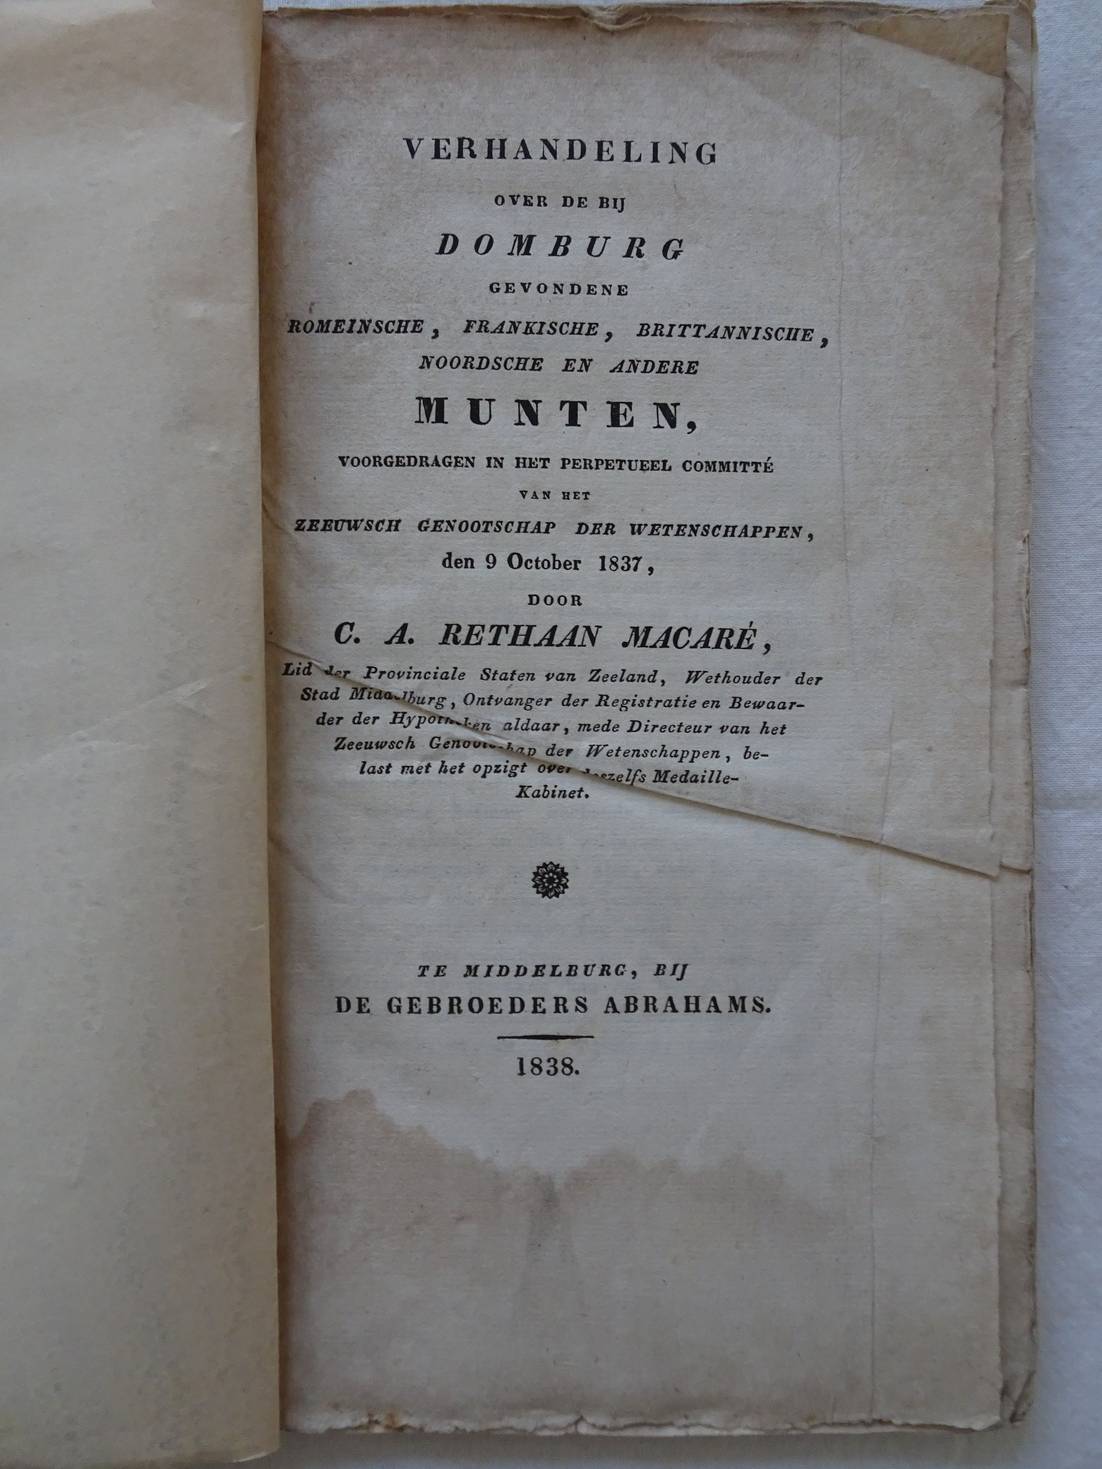 VERHANDELING
OVER DE BIJ
DOMBURG
GEVONDENE
ROMEINSCHE, FRANKISCHE, BRITTANNISCHE,
NOORDSCHE EN ANDERE
MUNTEN,
VOORGEDRAGEN IN HET PERPETUEEL COMMITTÉ
VAN HET
ZEEUWSCH GENOOTSCHAP DER WETENSCHAPPEN,
den 9 October 1837,
DOOR
C. A. RETHAAN MACARÉ,
Lid der Provinciale Staten van Zeeland, Wethouder der
Stad Middelburg, Ontvanger der Registratie en Bewaar-
der der Hypotheken aldaar, mede Directeur van het
Zeeuwsch Genootschap der Wetenschappen, be-
last met het opzigt over deszelfs Medaille-
Kabinet.
TE MIDDELBURG, BIJ
DE GEBROEDERS ABRAHAMS.
1838.